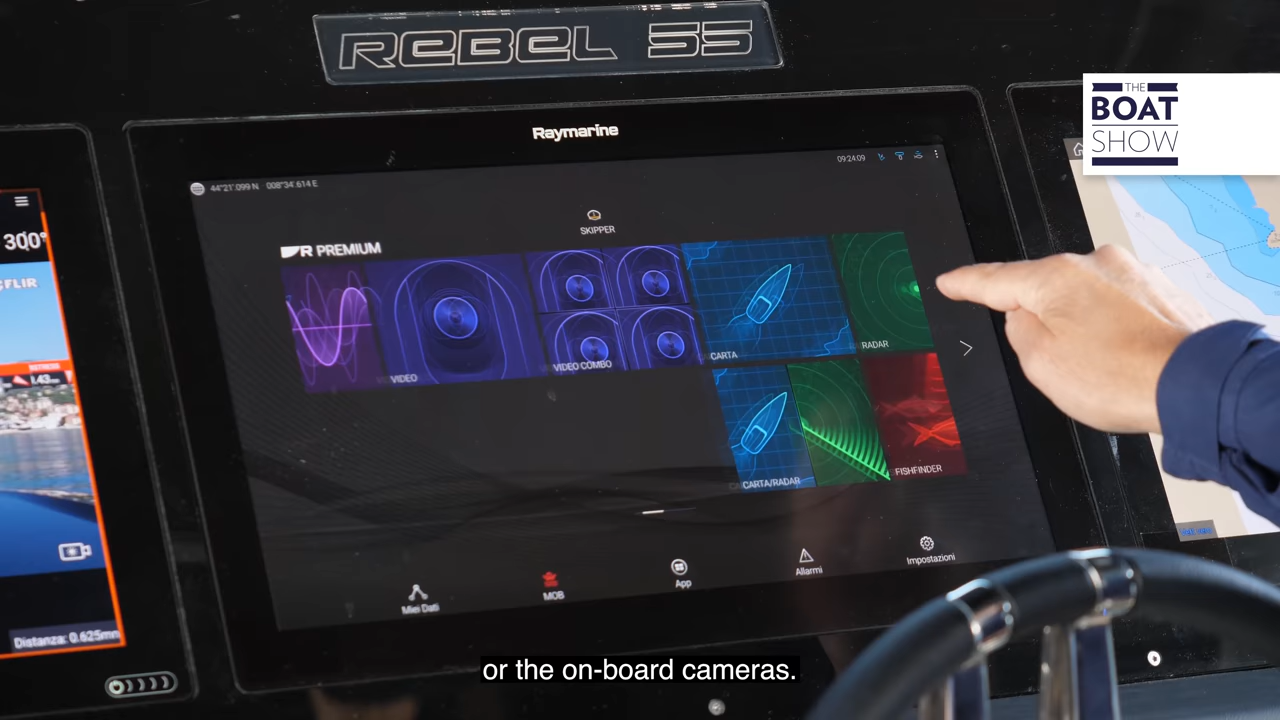 REBEL 55
THE
BOAT
SHOW
Raymarine
09:24:09
44°21'.099 N 008°34'.614 E
SKIPPER
R PREMIUM
300°
FLIR
1.43
VIDEO
VIDEO COMBO
CARTA
RADAR
CARTA/RADAR
FISHFINDER
Miei Dati
MOB
App
Allarmi
Impostazioni
Distanza: 0.625nm
or the on-board cameras.